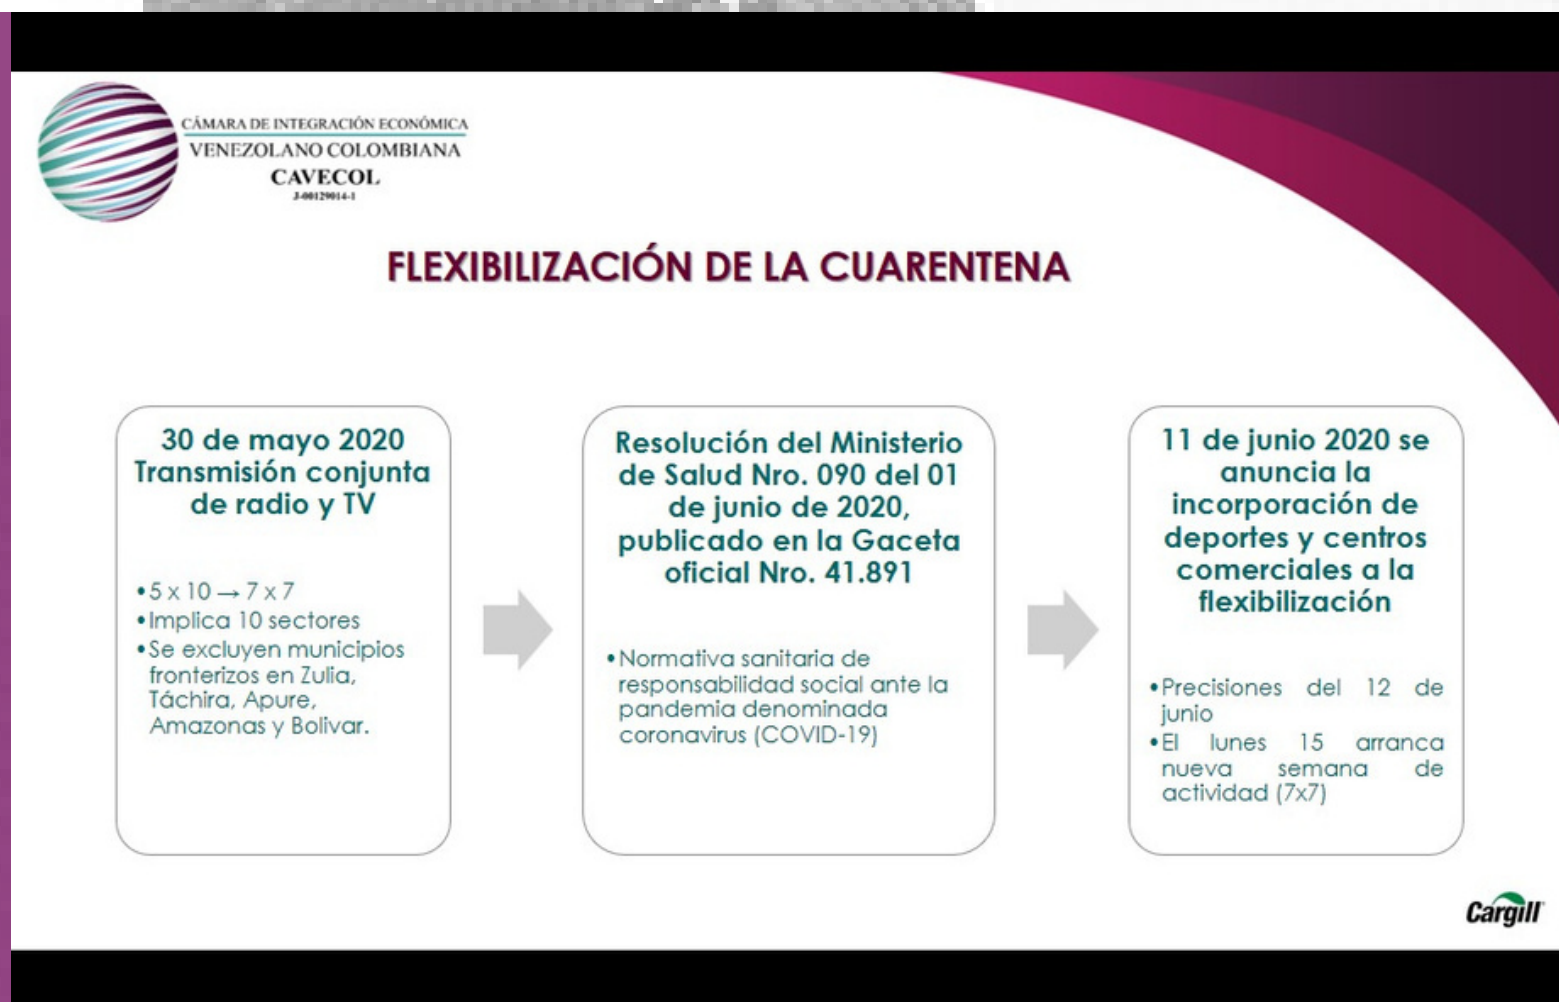 CÁMARA DE INTEGRACIÓN ECONÓMICA
VENEZOLANO COLOMBIANA
CAVECOL
J-00129014-1
FLEXIBILIZACIÓN DE LA CUARENTENA
30 de mayo 2020
Transmisión conjunta
de radio y TV
•5 x 10 → 7 x 7
•Implica 10 sectores
•Se excluyen municipios
fronterizos en Zulia,
Táchira, Apure,
Amazonas y Bolivar.
Resolución del Ministerio
de Salud Nro. 090 del 01
de junio de 2020,
publicado en la Gaceta
oficial Nro. 41.891
•Normativa sanitaria de
responsabilidad social ante la
pandemia denominada
coronavirus (COVID-19)
11 de junio 2020 se
anuncia la
incorporación de
deportes y centros
comerciales a la
flexibilización
•Precisiones del 12 de
junio
•El lunes 15 arranca
nueva semana de
actividad (7x7)
Cargill